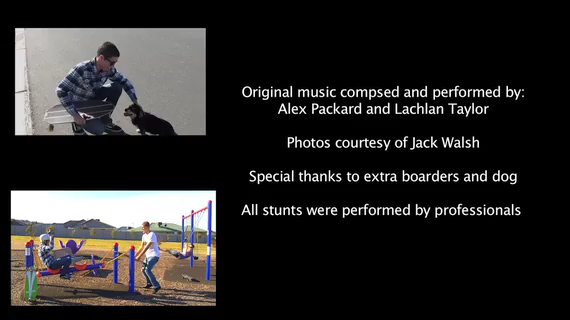 Original music compsed and performed by:
Alex Packard and Lachlan Taylor
Photos courtesy of Jack Walsh
Special thanks to extra boarders and dog
All stunts were performed by professionals